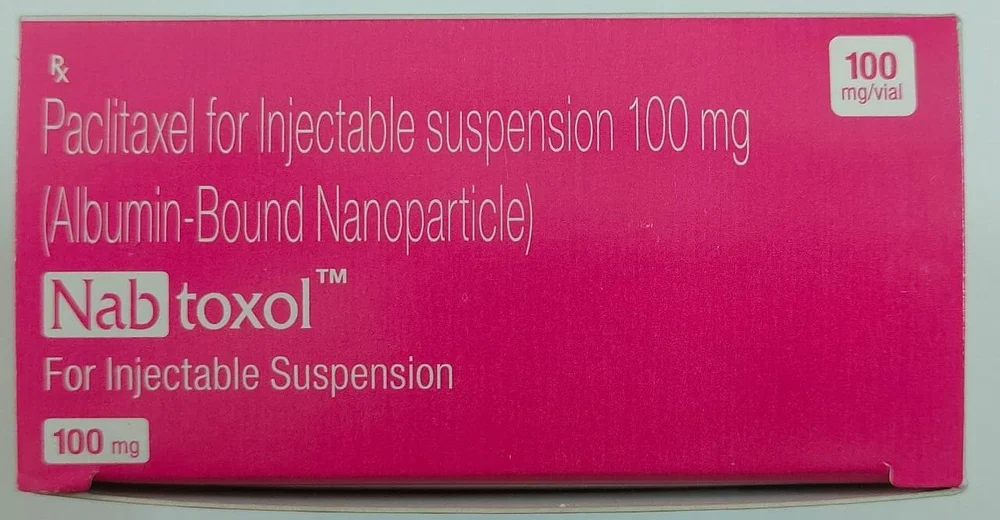 Rx
100
mg/vial
Paclitaxel for Injectable suspension 100 mg
(Albumin-Bound Nanoparticle)
Nab toxol™
For Injectable Suspension
100 mg